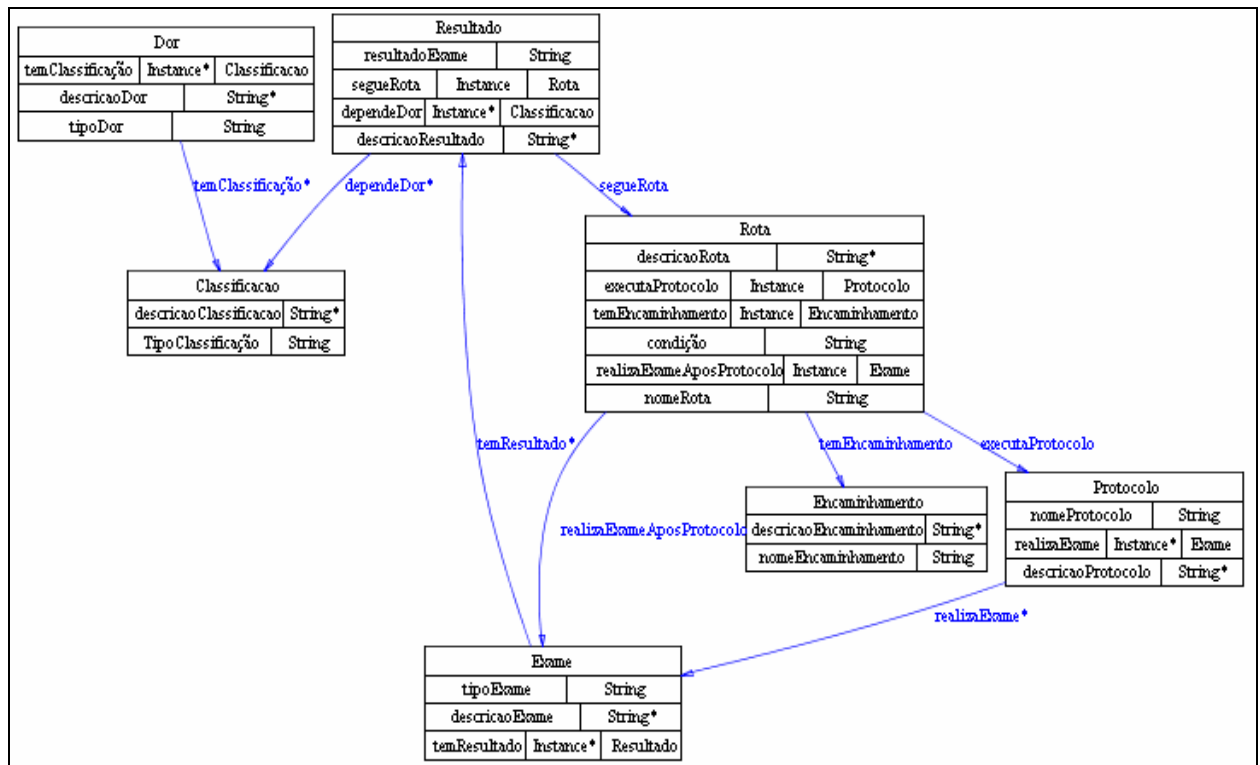 Dor
temClassificação Instance* Classificacao
descricaoDor String*
tipoDor String
Resultado
resultadoExame String
segueRota Instance Rota
dependeDor Instance* Classificacao
descricaoResultado String*
temClassificação*
dependeDor*
segueRota
Classificacao
descricaoClassificacao String*
TipoClassificação String
Rota
descricaoRota String*
executaProtocolo Instance Protocolo
temEncaminhamento Instance Encaminhamento
condição String
realizaExameAposProtocolo Instance Exame
nomeRota String
temResultado*
temEncaminhamento
executaProtocolo
realizaExameAposProtocolo
Encaminhamento
descricaoEncaminhamento String*
nomeEncaminhamento String
Protocolo
nomeProtocolo String
realizaExame Instance* Exame
descricaoProtocolo String*
realizaExame*
Exame
tipoExame String
descricaoExame String*
temResultado Instance* Resultado